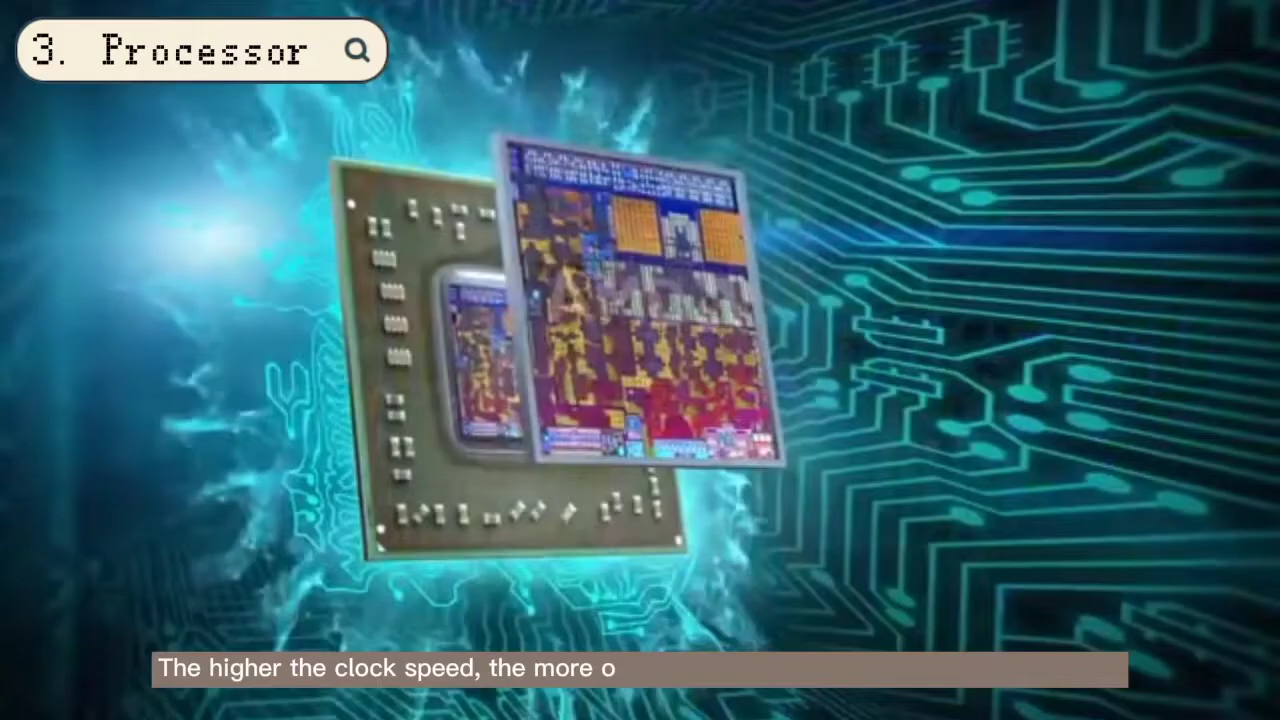 3. Processor
The higher the clock speed, the more o